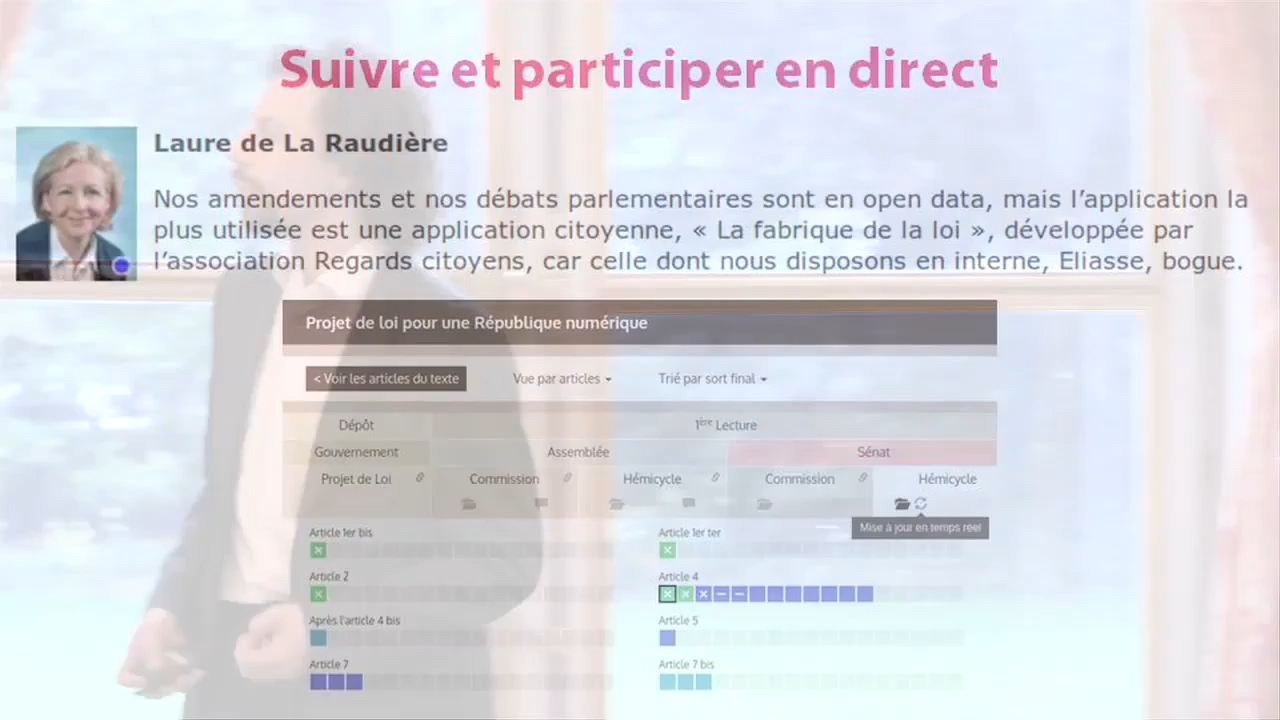 Suivre et participer en direct
Laure de La Raudière
Nos amendements et nos débats parlementaires sont en open data, mais l’application la
plus utilisée est une application citoyenne, « La fabrique de la loi », développée par
l’association Regards citoyens, car celle dont nous disposons en interne, Eliasse, bogue.
Projet de loi pour une République numérique
< Voir les articles du texte Vue par articles Trié par sort final
Dépôt 1ère Lecture
Gouvernement Assemblée Sénat
Projet de Loi Commission Hémicycle Commission Hémicycle
Mise à jour en temps réel
Article 1er bis Article 1er ter
Article 2 Article 4
Après l'article 4 bis Article 5
Article 7 Article 7 bis